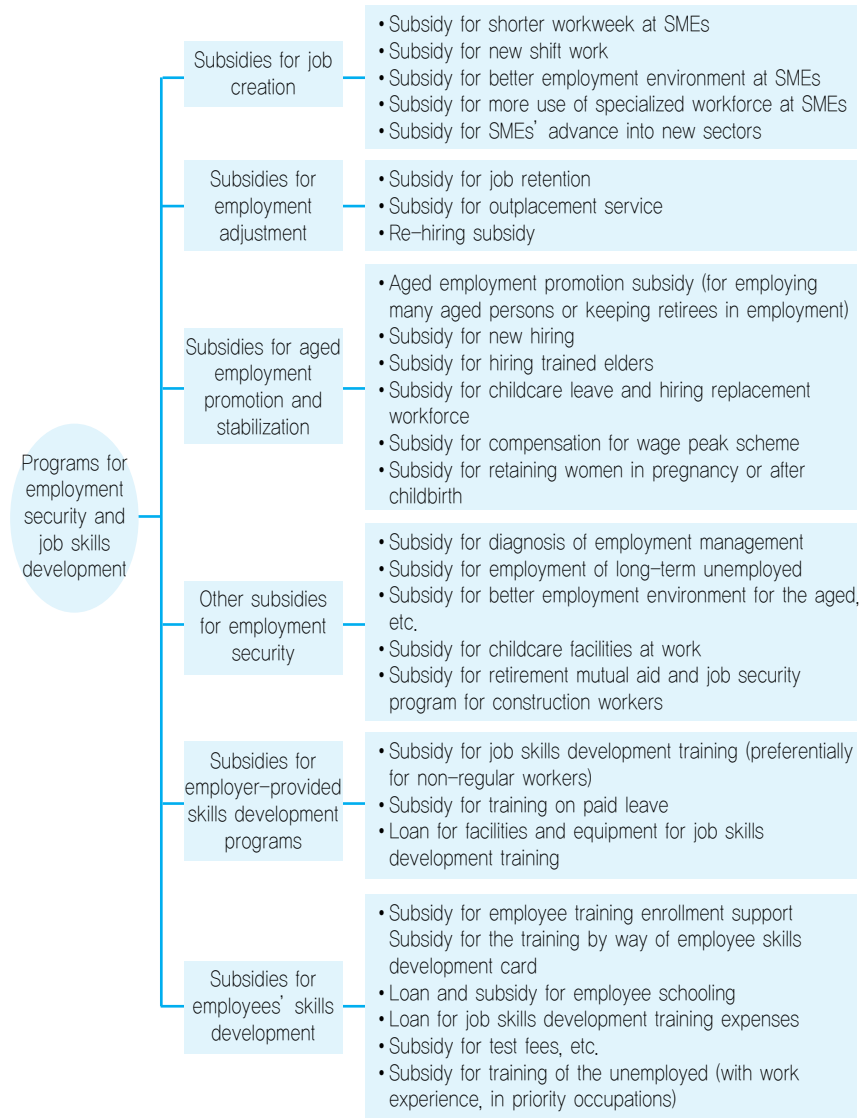 Programs for
employment
security and
job skills
development
Subsidies for job
creation
• Subsidy for shorter workweek at SMEs
• Subsidy for new shift work
• Subsidy for better employment environment at SMEs
• Subsidy for more use of specialized workforce at SMEs
• Subsidy for SMEs’ advance into new sectors
Subsidies for
employment
adjustment
• Subsidy for job retention
• Subsidy for outplacement service
• Re-hiring subsidy
Subsidies for aged
employment
promotion and
stabilization
• Aged employment promotion subsidy (for employing
many aged persons or keeping retirees in employment)
• Subsidy for new hiring
• Subsidy for hiring trained elders
• Subsidy for childcare leave and hiring replacement
workforce
• Subsidy for compensation for wage peak scheme
• Subsidy for retaining women in pregnancy or after
childbirth
Other subsidies
for employment
security
• Subsidy for diagnosis of employment management
• Subsidy for employment of long-term unemployed
• Subsidy for better employment environment for the aged,
etc.
• Subsidy for childcare facilities at work
• Subsidy for retirement mutual aid and job security
program for construction workers
Subsidies for
employer-provided
skills development
programs
• Subsidy for job skills development training (preferentially
for non-regular workers)
• Subsidy for training on paid leave
• Loan for facilities and equipment for job skills
development training
Subsidies for
employees’ skills
development
• Subsidy for employee training enrollment support
Subsidy for the training by way of employee skills
development card
• Loan and subsidy for employee schooling
• Loan for job skills development training expenses
• Subsidy for test fees, etc.
• Subsidy for training of the unemployed (with work
experience, in priority occupations)